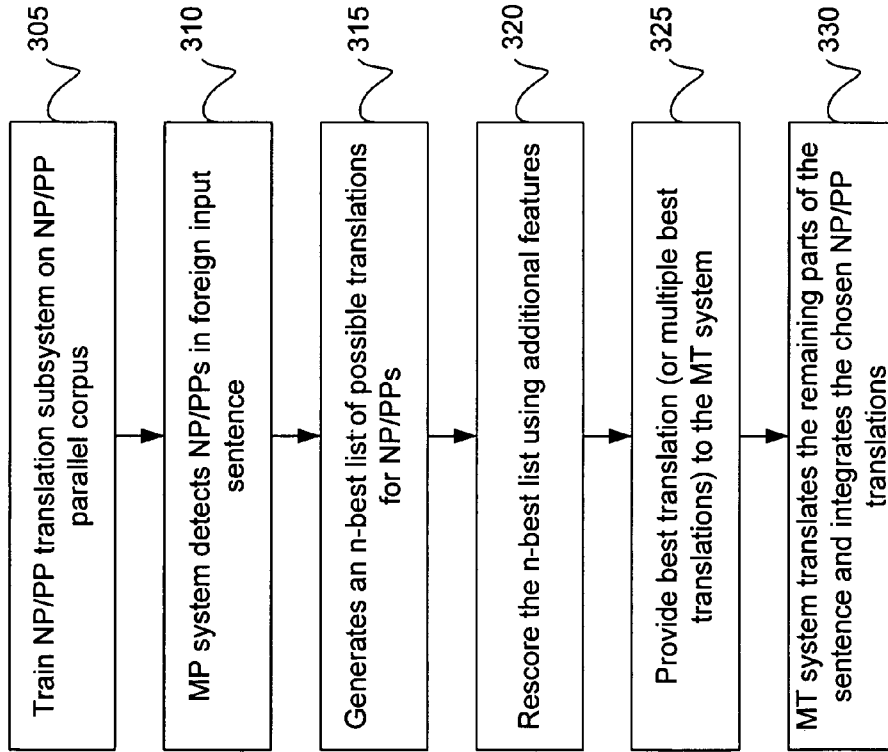 Train NP/PP translation subsystem on NP/PP
parallel corpus
305
MP system detects NP/PPs in foreign input
sentence
310
Generates an n-best list of possible translations
for NP/PPs
315
Rescore the n-best list using additional features
320
Provide best translation (or multiple best
translations) to the MT system
325
MT system translates the remaining parts of the
sentence and integrates the chosen NP/PP
translations
330